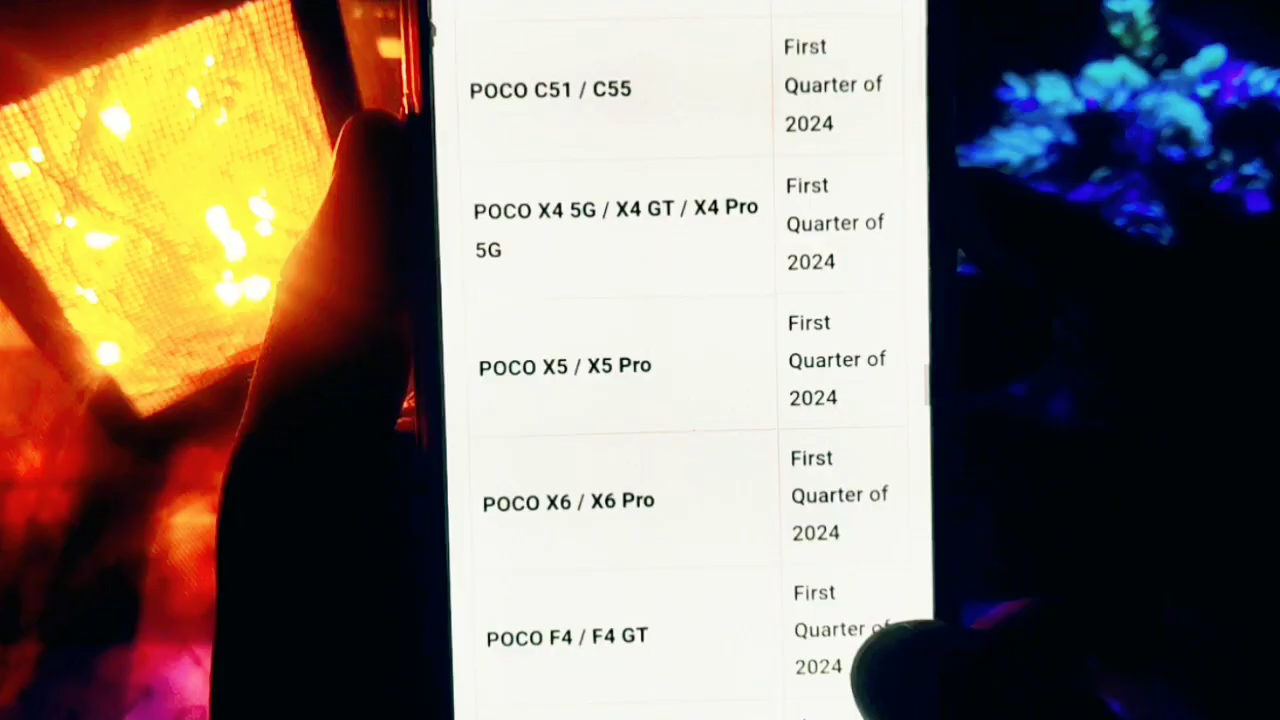 First
POCO C51 / C55
Quarter of
2024
First
POCO X4 5G / X4 GT / X4 Pro
Quarter of
5G
2024
First
POCO X5 / X5 Pro
Quarter of
2024
First
POCO X6 / X6 Pro
Quarter of
2024
First
POCO F4 / F4 GT
Quarter of
2024